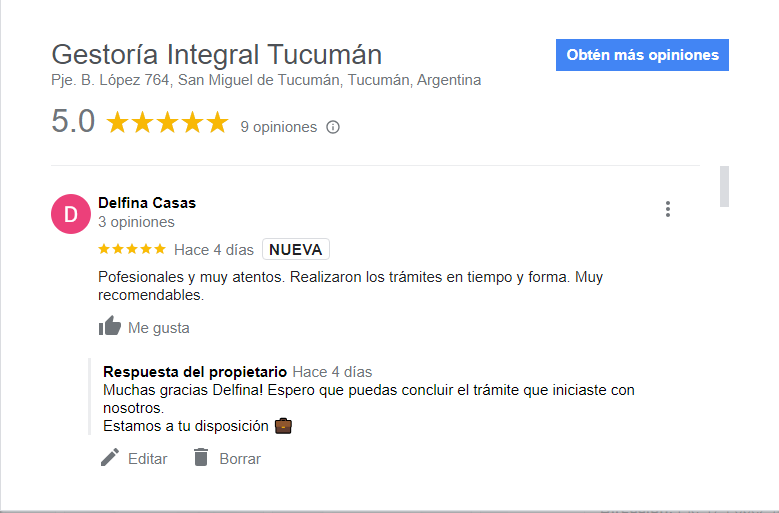 Gestoría Integral Tucumán
Obtén más opiniones
Pje. B. López 764, San Miguel de Tucumán, Tucumán, Argentina
5.0 9 opiniones
D
Delfina Casas
3 opiniones
Hace 4 días NUEVA
Pofesionales y muy atentos. Realizaron los trámites en tiempo y forma. Muy
recomendables.
Me gusta
Respuesta del propietario Hace 4 días
Muchas gracias Delfina! Espero que puedas concluir el trámite que iniciaste con
nosotros.
Estamos a tu disposición 💼
Editar Borrar